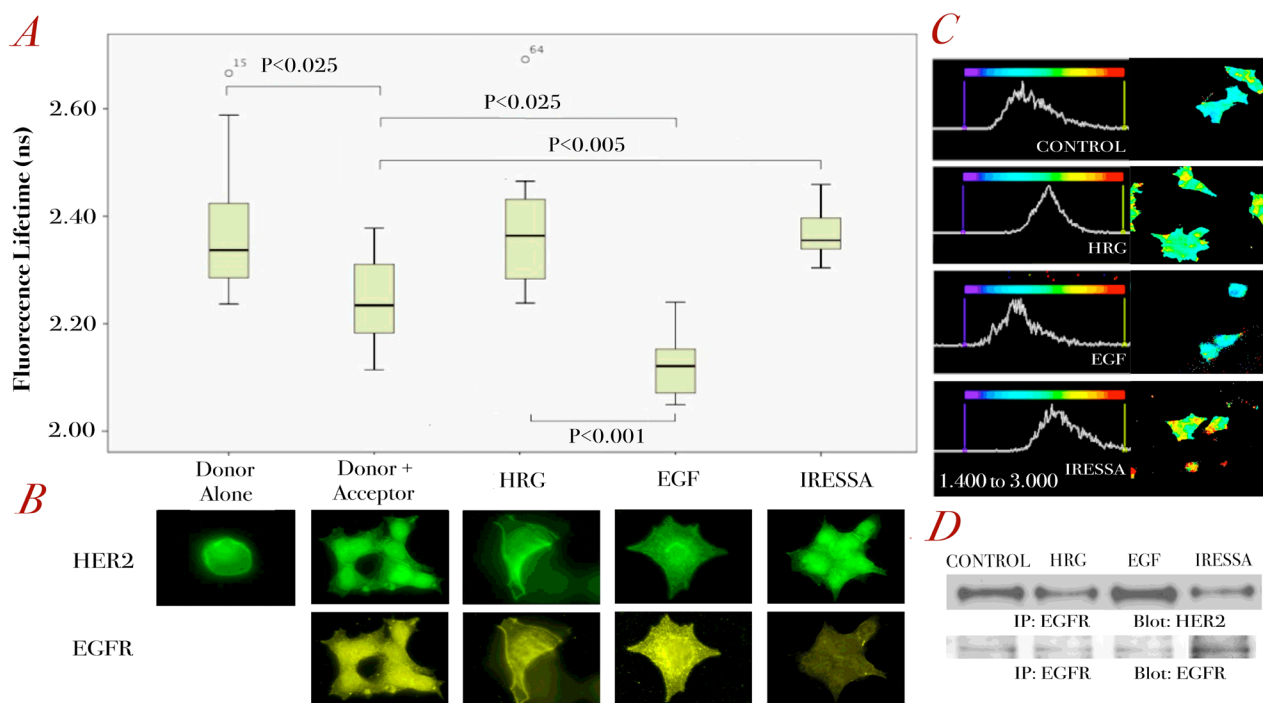 A
Fluorecence Lifetime (ns)
2.60
2.40
2.20
2.00
15
64
P<0.025
P<0.025
P<0.005
P<0.001
Donor
Alone
Donor +
Acceptor
HRG
EGF
IRESSA
B
HER2
EGFR
C
CONTROL
HRG
EGF
IRESSA
1.400 to 3.000
D
CONTROL HRG EGF IRESSA
IP: EGFR Blot: HER2
IP: EGFR Blot: EGFR